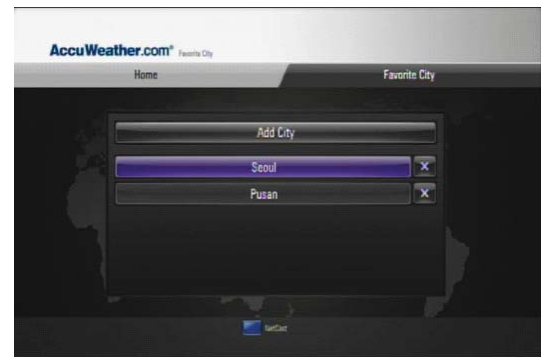 AccuWeather.com® Favorite City
Home Favorite City
Add City
Seoul X
Pusan X
NetCast